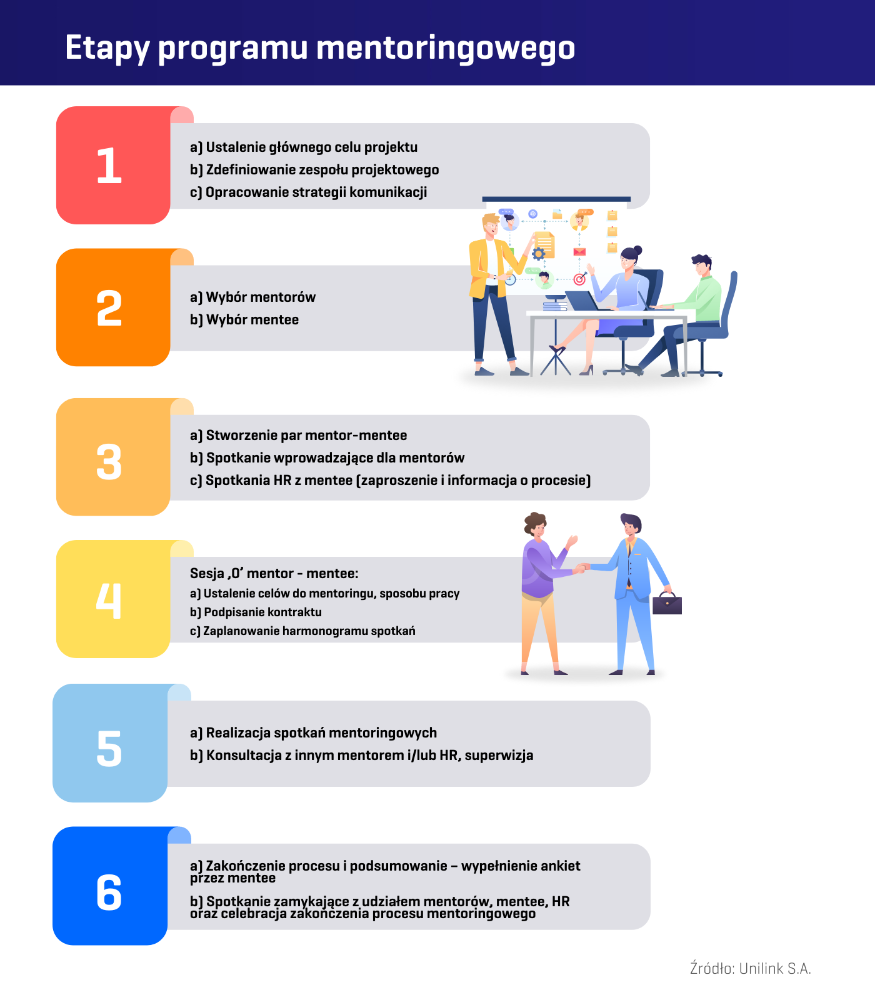 Etapy programu mentoringowego
1
a) Ustalenie głównego celu projektu
b) Zdefiniowanie zespołu projektowego
c) Opracowanie strategii komunikacji
2
a) Wybór mentorów
b) Wybór mentee
3
a) Stworzenie par mentor-mentee
b) Spotkanie wprowadzające dla mentorów
c) Spotkania HR z mentee (zaproszenie i informacja o procesie)
4
Sesja ‚0’ mentor - mentee:
a) Ustalenie celów do mentoringu, sposobu pracy
b) Podpisanie kontraktu
c) Zaplanowanie harmonogramu spotkań
5
a) Realizacja spotkań mentoringowych
b) Konsultacja z innym mentorem i/lub HR, superwizja
6
a) Zakończenie procesu i podsumowanie – wypełnienie ankiet
przez mentee
b) Spotkanie zamykające z udziałem mentorów, mentee, HR
oraz celebracja zakończenia procesu mentoringowego
Źródło: Unilink S.A.